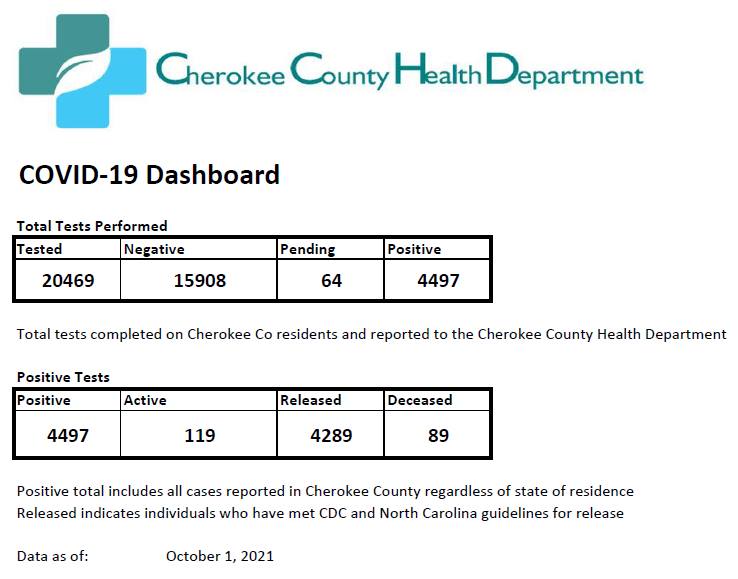 Cherokee County Health Department
COVID-19 Dashboard
Total Tests Performed
Tested Negative Pending Positive
20469 15908 64 4497
Total tests completed on Cherokee Co residents and reported to the Cherokee County Health Department
Positive Tests
Positive Active Released Deceased
4497 119 4289 89
Positive total includes all cases reported in Cherokee County regardless of state of residence
Released indicates individuals who have met CDC and North Carolina guidelines for release
Data as of: October 1, 2021